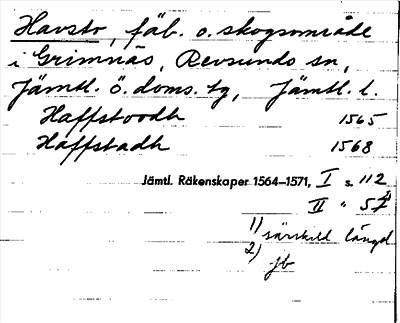 Havsto, fäb. o. skogsområde
i Grimnäs, Revsunds sn,
Jämtl. ö. doms. tg, Jämtl. l.
Haffstoodh 1565
Haffstadh 1568
Jämtl. Räkenskaper 1564–1571, I s. 112
II " 57 2)
1) särskild längd
2) jb